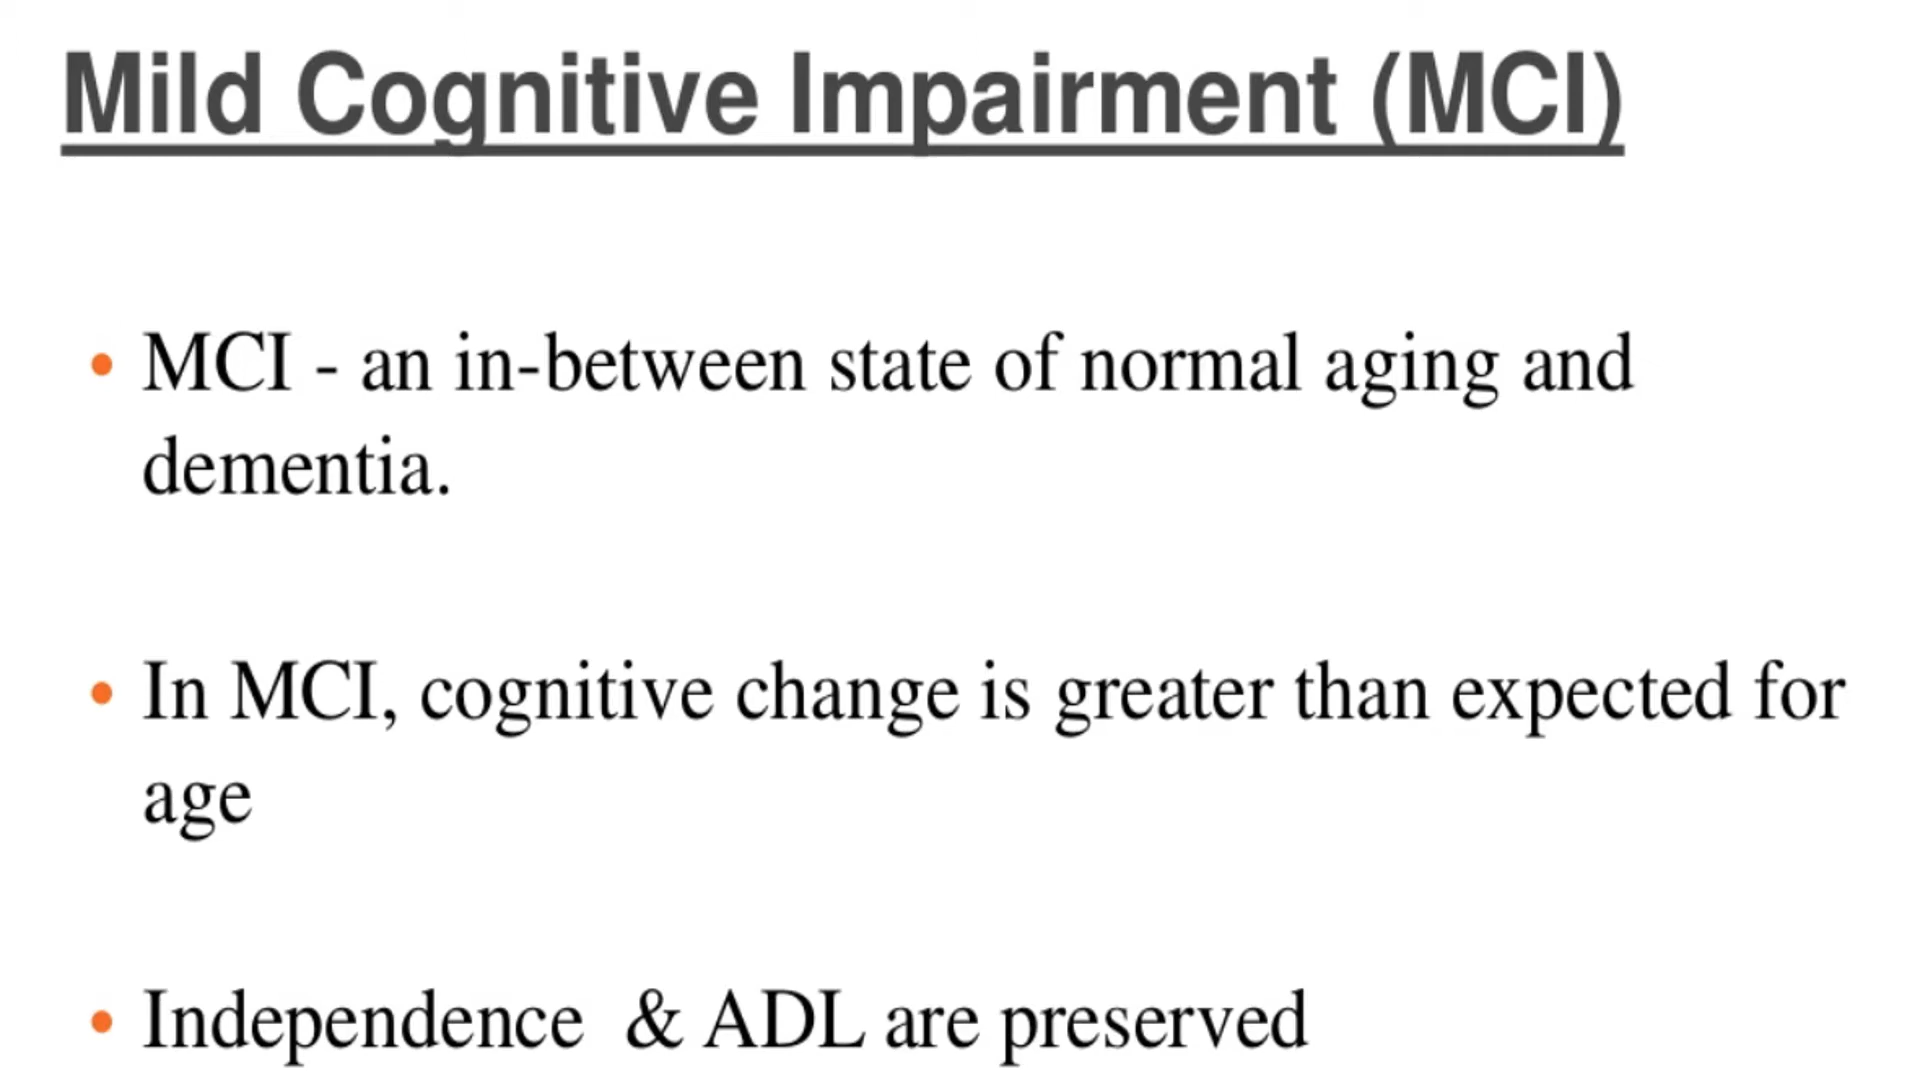 Mild Cognitive Impairment (MCI)
• MCI - an in-between state of normal aging and
dementia.
• In MCI, cognitive change is greater than expected for
age
• Independence & ADL are preserved